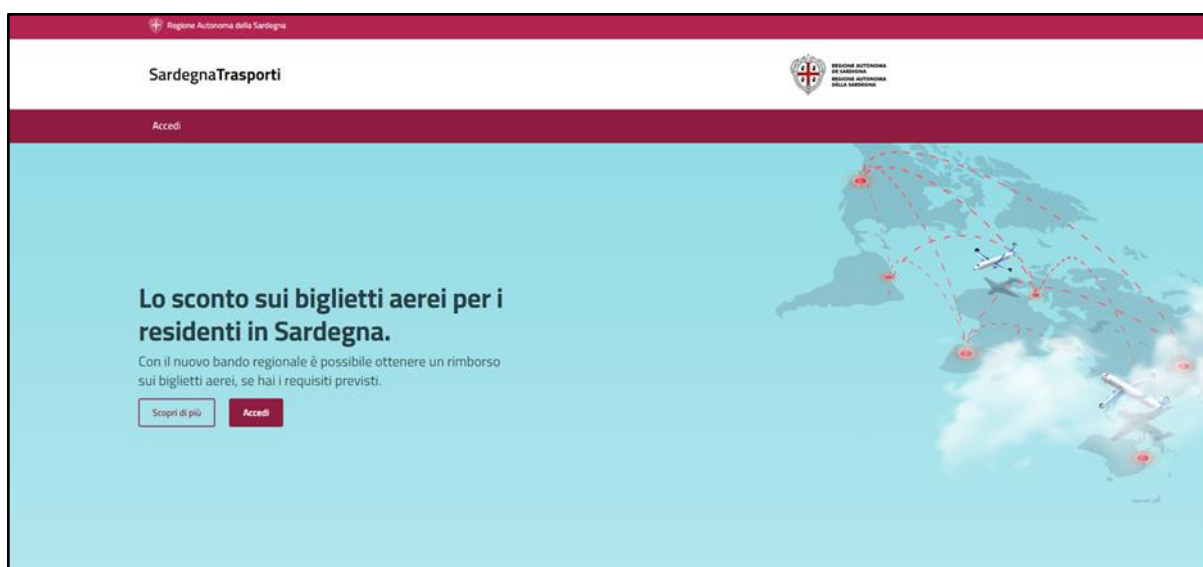 Regione Autonoma della Sardegna
SardegnaTrasporti
REGIONE AUTÒNOMA
DE SARDIGNA
REGIONE AUTONOMA
DELLA SARDEGNA
Accedi
Lo sconto sui biglietti aerei per i
residenti in Sardegna.
Con il nuovo bando regionale è possibile ottenere un rimborso
sui biglietti aerei, se hai i requisiti previsti.
Scopri di più
Accedi